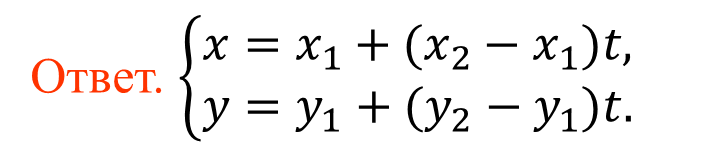 Ответ. { x = x₁ + (x₂ − x₁)t,
y = y₁ + (y₂ − y₁)t.